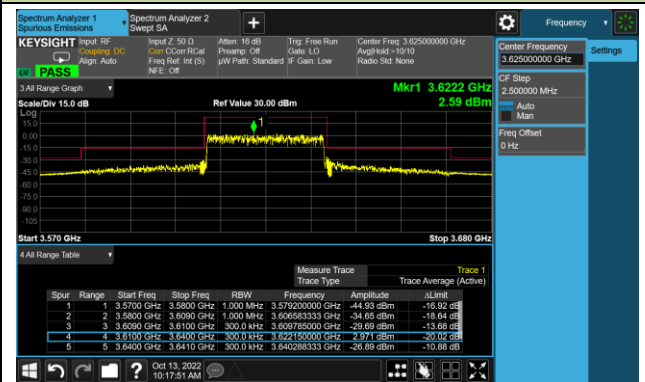 Spectrum Analyzer 1
Spurious Emissions
Spectrum Analyzer 2
Swept SA
Frequency
KEYSIGHT
Input: RF
Coupling: DC
Align: Auto
Input Z: 50 Ω
Corr CCorr RCal
Freq Ref: Int (S)
NFE: Off
Atten: 16 dB
Preamp: Off
µW Path: Standard
Trig: Free Run
Gate: LO
IF Gain: Low
Center Freq: 3.625000000 GHz
Avg|Hold:>10/10
Radio Std: None
PASS
Center Frequency
3.625000000 GHz
Settings
CF Step
2.500000 MHz
Auto
Man
Freq Offset
0 Hz
3 All Range Graph
Mkr1 3.6222 GHz
Scale/Div 15.0 dB
Ref Value 30.00 dBm
2.59 dBm
Log
15.0
0.00
-15.0
-30.0
-45.0
-60.0
-75.0
-90.0
-105
1
Start 3.570 GHz
Stop 3.680 GHz
4 All Range Table
Measure Trace Trace 1
Trace Type Trace Average (Active)
Spur Range Start Freq Stop Freq RBW Frequency Amplitude ΔLimit
1 1 3.5700 GHz 3.5800 GHz 1.000 MHz 3.579200000 GHz -44.93 dBm -16.92 dB
2 2 3.5800 GHz 3.6090 GHz 1.000 MHz 3.606583333 GHz -34.65 dBm -18.64 dB
3 3 3.6090 GHz 3.6100 GHz 300.0 kHz 3.609785000 GHz -29.69 dBm -13.68 dB
4 4 3.6100 GHz 3.6400 GHz 300.0 kHz 3.622150000 GHz 2.971 dBm -20.02 dB
5 5 3.6400 GHz 3.6410 GHz 300.0 kHz 3.640288333 GHz -26.89 dBm -10.88 dB
Oct 13, 2022
10:17:51 AM